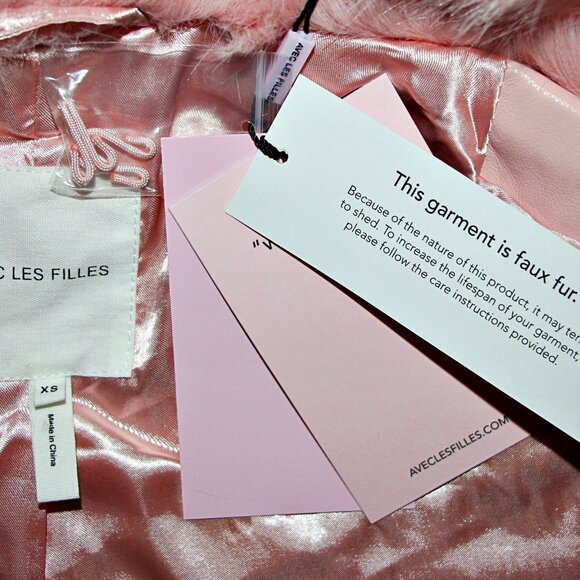 AVEC LES FILLES
C LES FILLES
XS
Made in China
This garment is faux fur.
Because of the nature of this product, it may ten
to shed. To increase the lifespan of your garment,
please follow the care instructions
provided.
AVECLESFILLES.COM